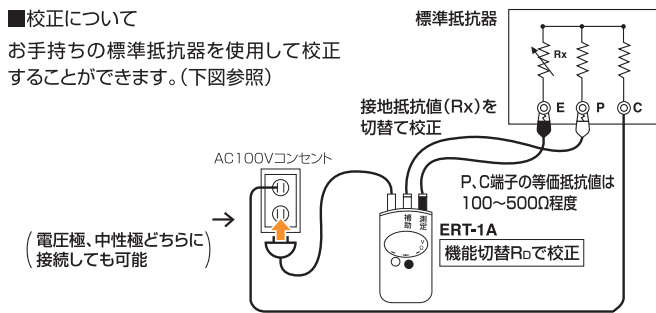 ■校正について
お手持ちの標準抵抗器を使用して校正
することができます。（下図参照）
標準抵抗器
Rx
E P C
接地抵抗値（Rx）を
切替て校正
AC100Vコンセント
P、C端子の等価抵抗値は
100～500Ω程度
→
（電圧極、中性極どちらに
接続しても可能）
補助 測定
V
Ω
ERT-1A
機能切替RDで校正